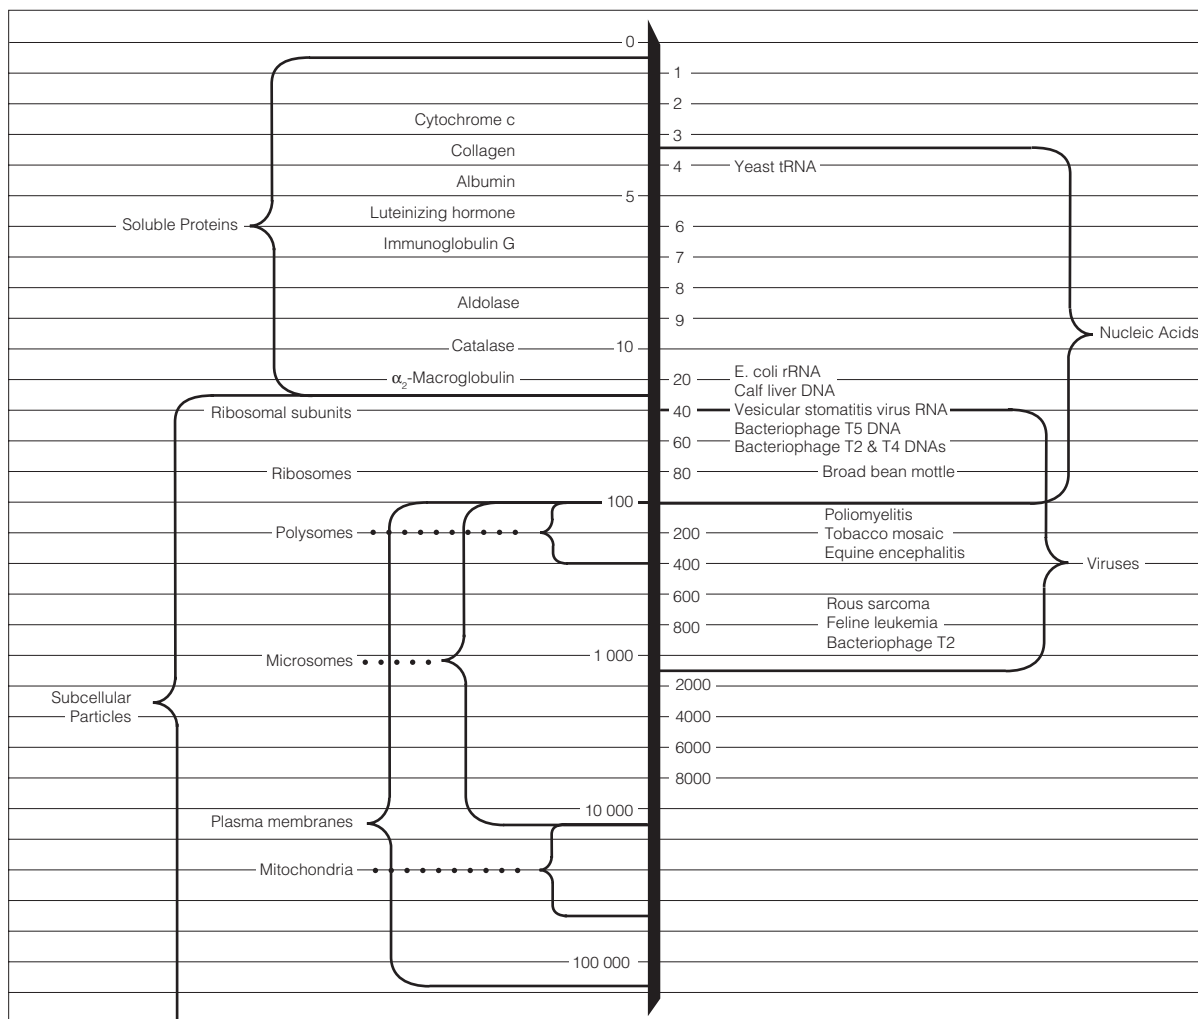 0
1
2
Cytochrome c
3
Collagen
4
Yeast tRNA
Albumin
5
Luteinizing hormone
Soluble Proteins
6
Immunoglobulin G
7
8
Aldolase
9
Nucleic Acids
Catalase
10
α2-Macroglobulin
20
E. coli rRNA
Calf liver DNA
Ribosomal subunits
40
Vesicular stomatitis virus RNA
Bacteriophage T5 DNA
60
Bacteriophage T2 & T4 DNAs
Ribosomes
80
Broad bean mottle
100
Poliomyelitis
Polysomes
200
Tobacco mosaic
Equine encephalitis
400
Viruses
600
Rous sarcoma
800
Feline leukemia
Bacteriophage T2
Microsomes
1 000
2000
Subcellular
Particles
4000
6000
8000
10 000
Plasma membranes
Mitochondria
100 000